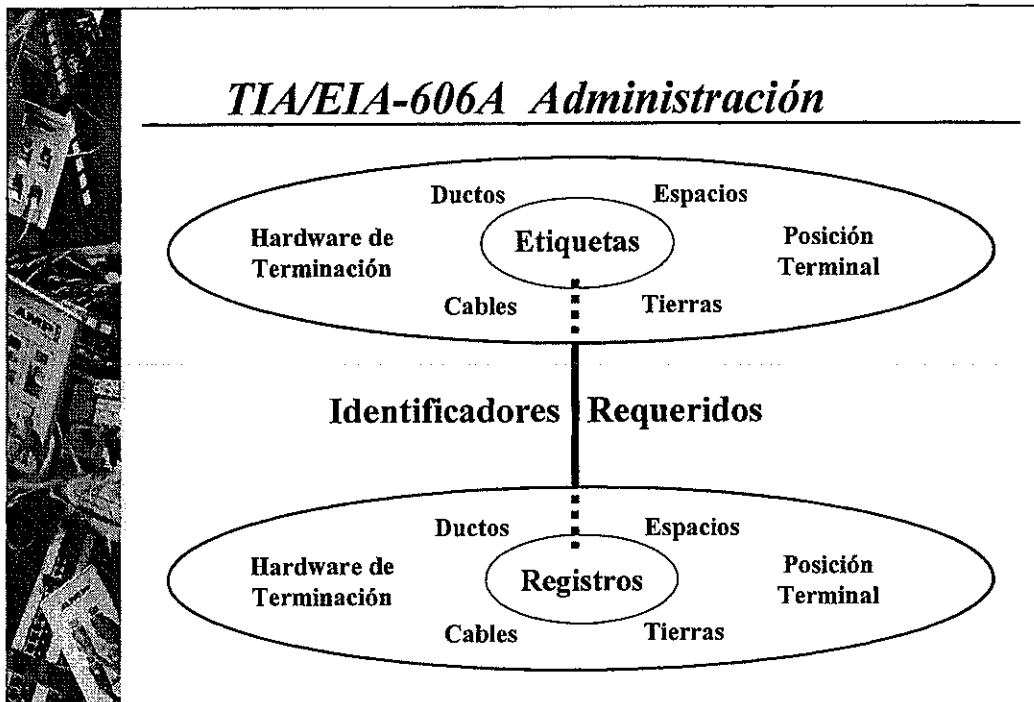 TIA/EIA-606A Administración
Ductos
Espacios
Hardware de
Terminación
Etiquetas
Posición
Terminal
Cables
Tierras
Identificadores Requeridos
Ductos
Espacios
Hardware de
Terminación
Registros
Posición
Terminal
Cables
Tierras
AMP